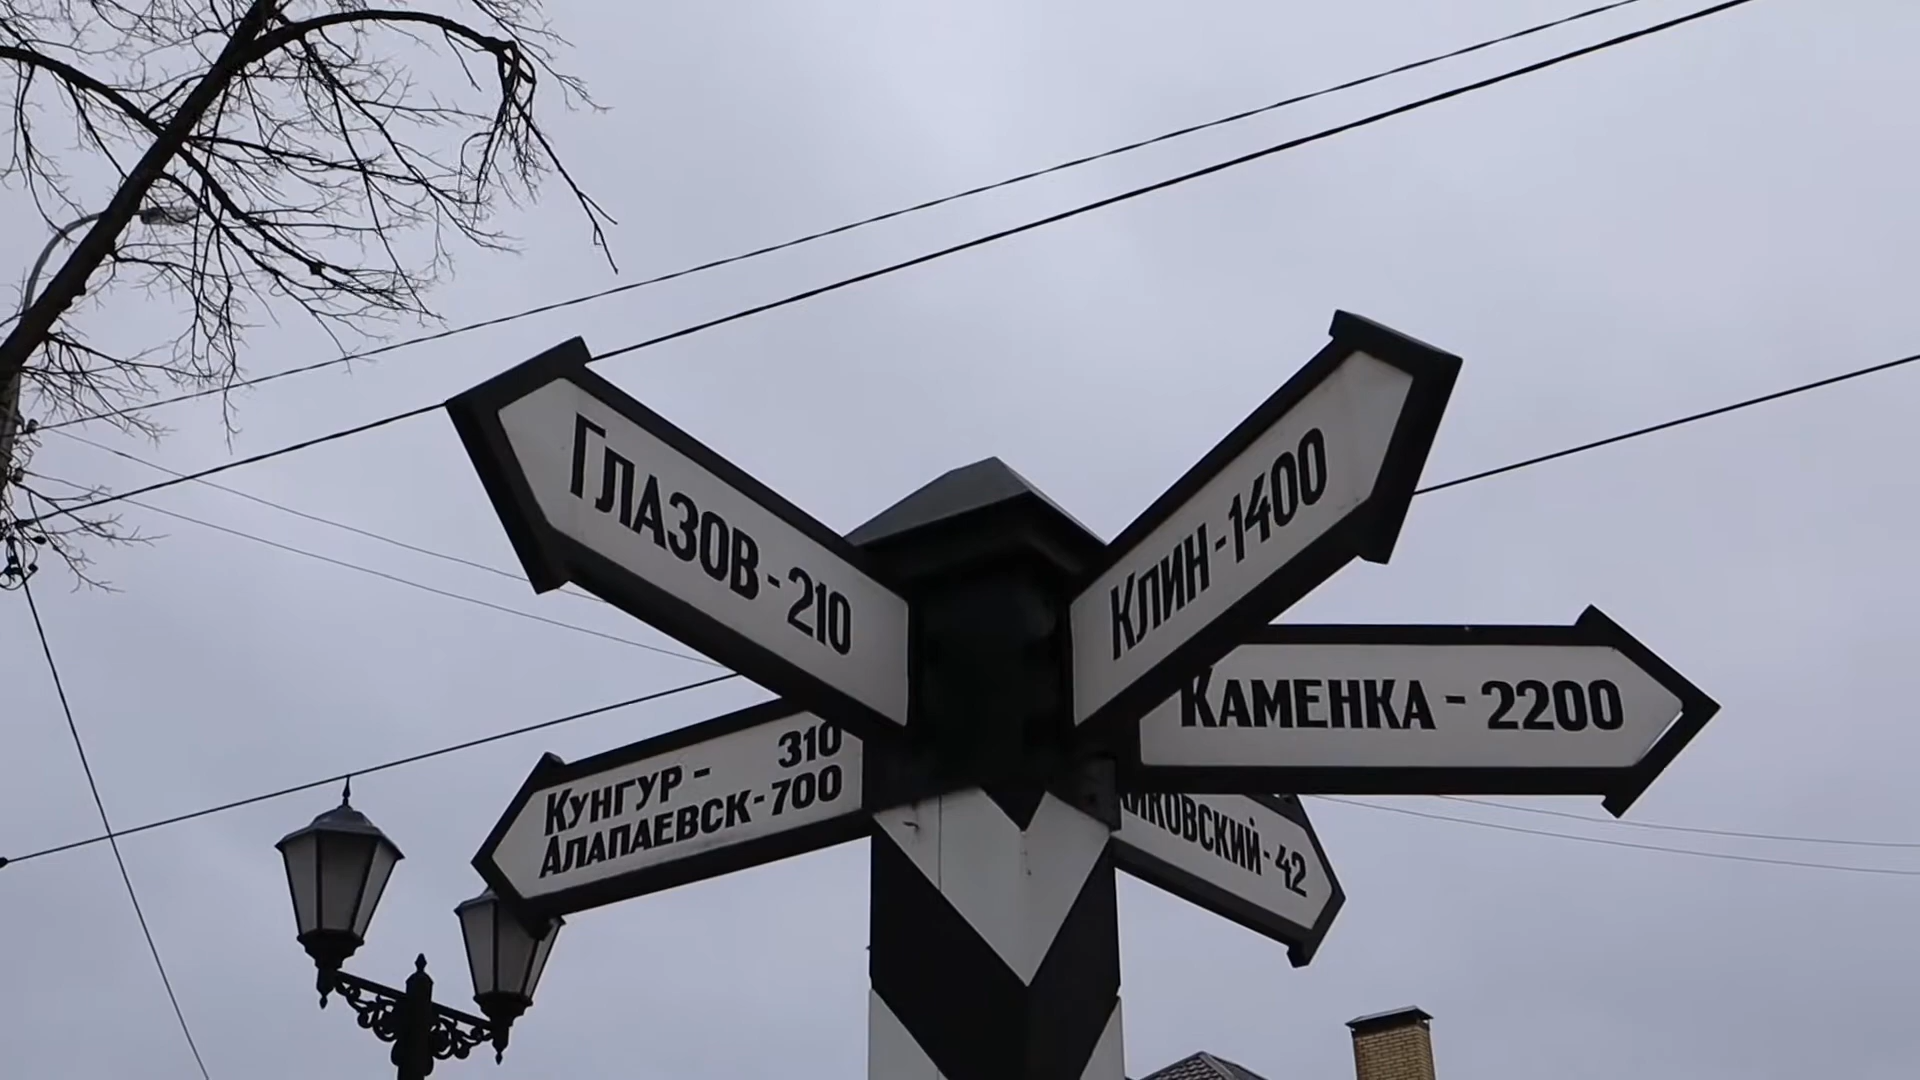 Глазов - 210
Клин - 1400
Каменка - 2200
Кунгур - 310
Алапаевск - 700
42